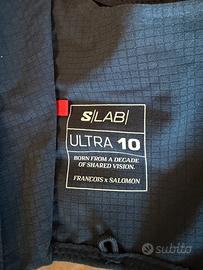 S/LAB
ULTRA 10
BORN FROM A DECADE
OF SHARED VISION.
FRANÇOIS x SALOMON
subito